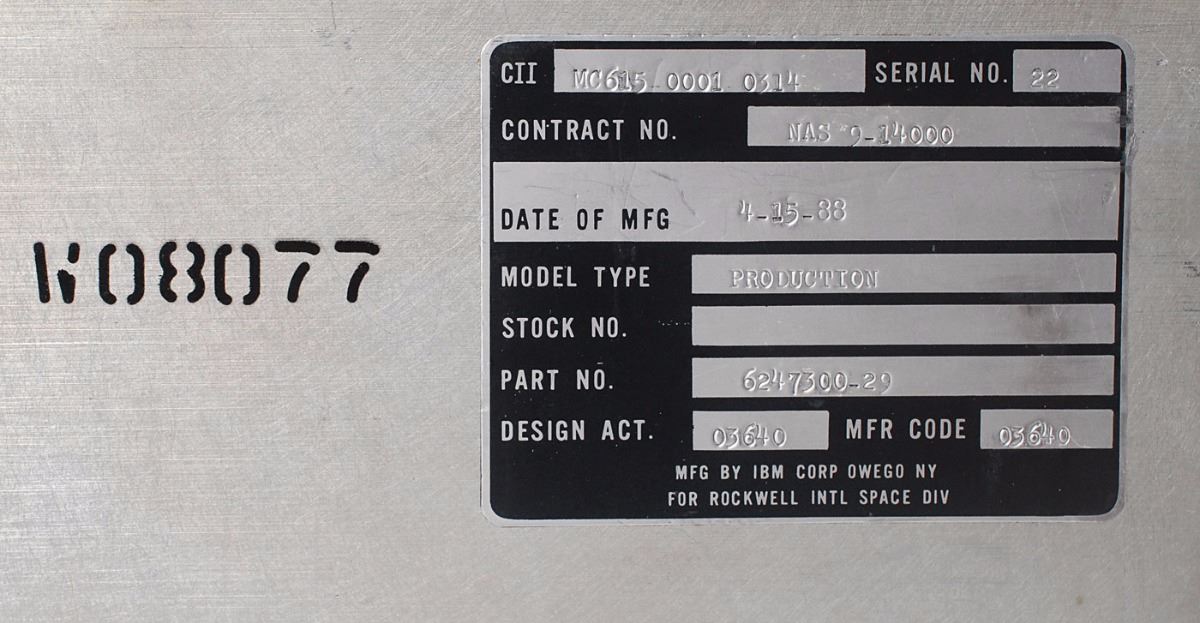 W08077
CII MC615 0001 0314 SERIAL NO. 22
CONTRACT NO. NAS 9-14000
DATE OF MFG 4-15-88
MODEL TYPE PRODUCTION
STOCK NO.
PART NO. 6247300-29
DESIGN ACT. 03640 MFR CODE 03640
MFG BY IBM CORP OWEGO NY
FOR ROCKWELL INTL SPACE DIV